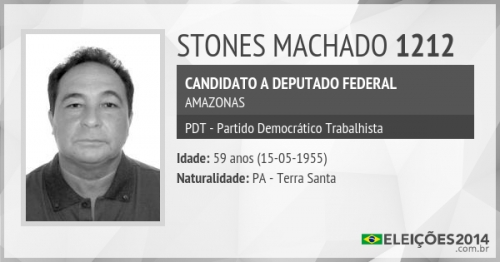 STONES MACHADO 1212
CANDIDATO A DEPUTADO FEDERAL
AMAZONAS
PDT - Partido Democrático Trabalhista
Idade: 59 anos (15-05-1955)
Naturalidade: PA - Terra Santa
ELEIÇÕES2014
.com.br